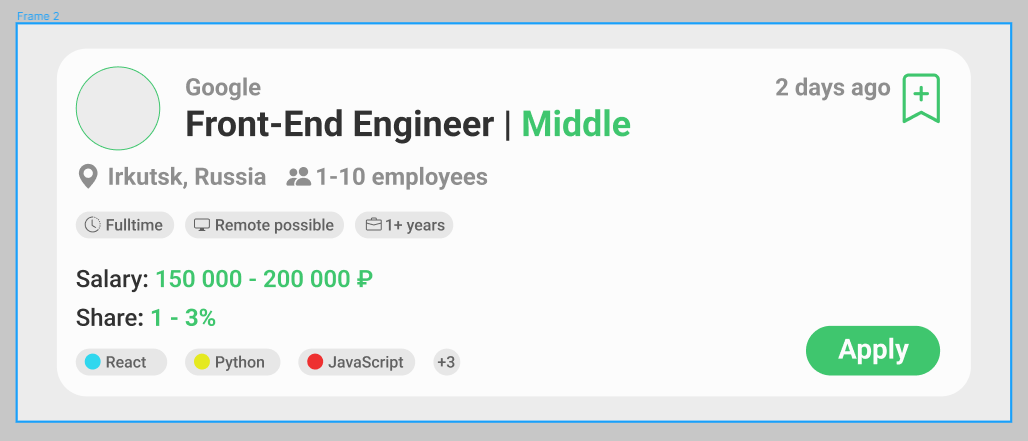 Frame 2
Google
2 days ago
Front-End Engineer | Middle
Irkutsk, Russia 1-10 employees
Fulltime Remote possible 1+ years
Salary: 150 000 - 200 000 ₽
Share: 1 - 3%
React Python JavaScript +3
Apply